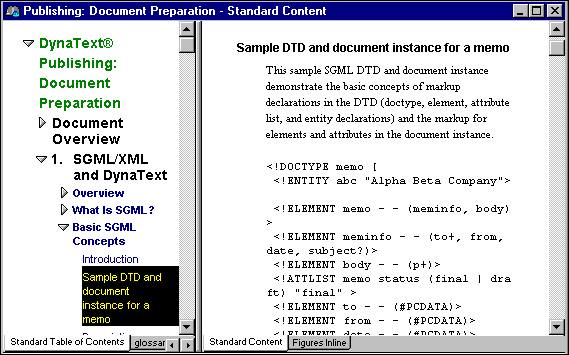 Publishing: Document Preparation - Standard Content
DynaText®
Publishing:
Document
Preparation
Document
Overview
1. SGML/XML
and DynaText
Overview
What Is SGML?
Basic SGML
Concepts
Introduction
Sample DTD and
document
instance for a
memo
Standard Table of Contents
glossar
Sample DTD and document instance for a memo
This sample SGML DTD and document instance
demonstrate the basic concepts of markup
declarations in the DTD (doctype, element, attribute
list, and entity declarations) and the markup for
elements and attributes in the document instance.
<!DOCTYPE memo [
<!ENTITY abc "Alpha Beta Company">
<!ELEMENT memo - - (meminfo, body)
>
<!ELEMENT meminfo - - (to+, from,
date, subject?)>
<!ELEMENT body - - (p+)>
<!ATTLIST memo status (final | dra
ft) "final" >
<!ELEMENT to - - (#PCDATA)>
<!ELEMENT from - - (#PCDATA)>
<!ELEMENT date - - (#PCDATA)>
Standard Content
Figures Inline